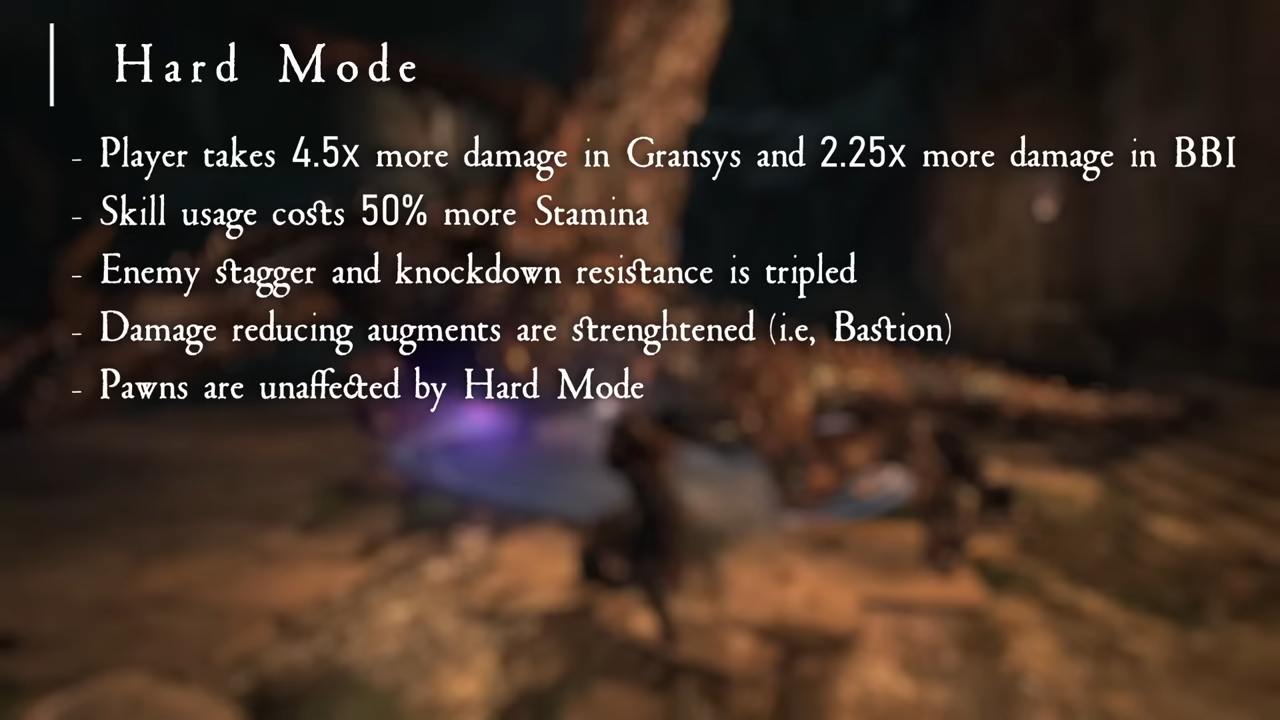 Hard Mode
- Player takes 4.5x more damage in Gransys and 2.25x more damage in BBI
- Skill usage costs 50% more Stamina
- Enemy stagger and knockdown resistance is tripled
- Damage reducing augments are strenghtened (i.e, Bastion)
- Pawns are unaffected by Hard Mode